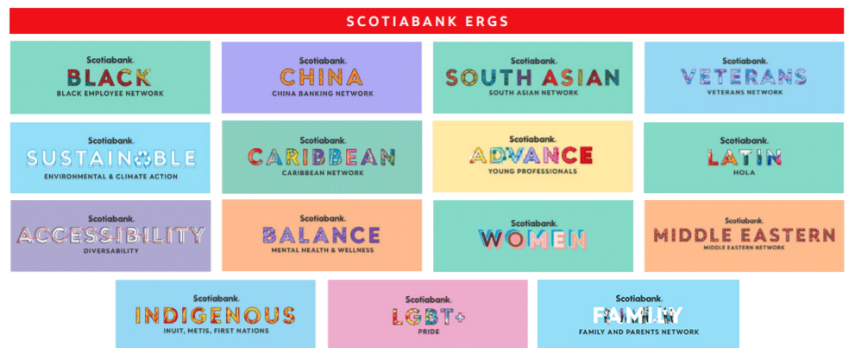 SCOTIABANK ERGS
Scotiabank.
BLACK
BLACK EMPLOYEE NETWORK
Scotiabank.
CHINA
CHINA BANKING NETWORK
Scotiabank.
SOUTH ASIAN
SOUTH ASIAN NETWORK
Scotiabank.
VETERANS
VETERANS NETWORK
Scotiabank.
SUSTAINABLE
ENVIRONMENTAL & CLIMATE ACTION
Scotiabank.
CARIBBEAN
CARIBBEAN NETWORK
Scotiabank.
ADVANCE
YOUNG PROFESSIONALS
Scotiabank.
LATIN
HOLA
Scotiabank.
ACCESSIBILITY
DIVERSABILITY
Scotiabank.
BALANCE
MENTAL HEALTH & WELLNESS
Scotiabank.
WOMEN
Scotiabank.
MIDDLE EASTERN
MIDDLE EASTERN NETWORK
Scotiabank.
INDIGENOUS
INUIT, METIS, FIRST NATIONS
Scotiabank.
LGBT+
PRIDE
Scotiabank.
FAMILY
FAMILY AND PARENTS NETWORK